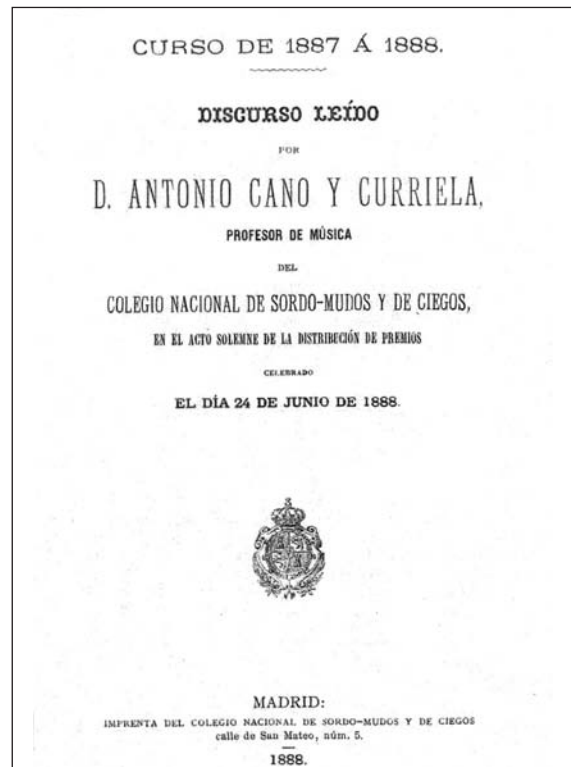 CURSO DE 1887 Á 1888.
DISCURSO LEÍDO
POR
D. ANTONIO CANO Y CURRIELA,
PROFESOR DE MÚSICA
DEL
COLEGIO NACIONAL DE SORDO-MUDOS Y DE CIEGOS,
EN EL ACTO SOLEMNE DE LA DISTRIBUCIÓN DE PREMIOS
CELEBRADO
EL DÍA 24 DE JUNIO DE 1888.
MADRID:
IMPRENTA DEL COLEGIO NACIONAL DE SORDO-MUDOS Y DE CIEGOS
calle de San Mateo, núm. 5.
1888.